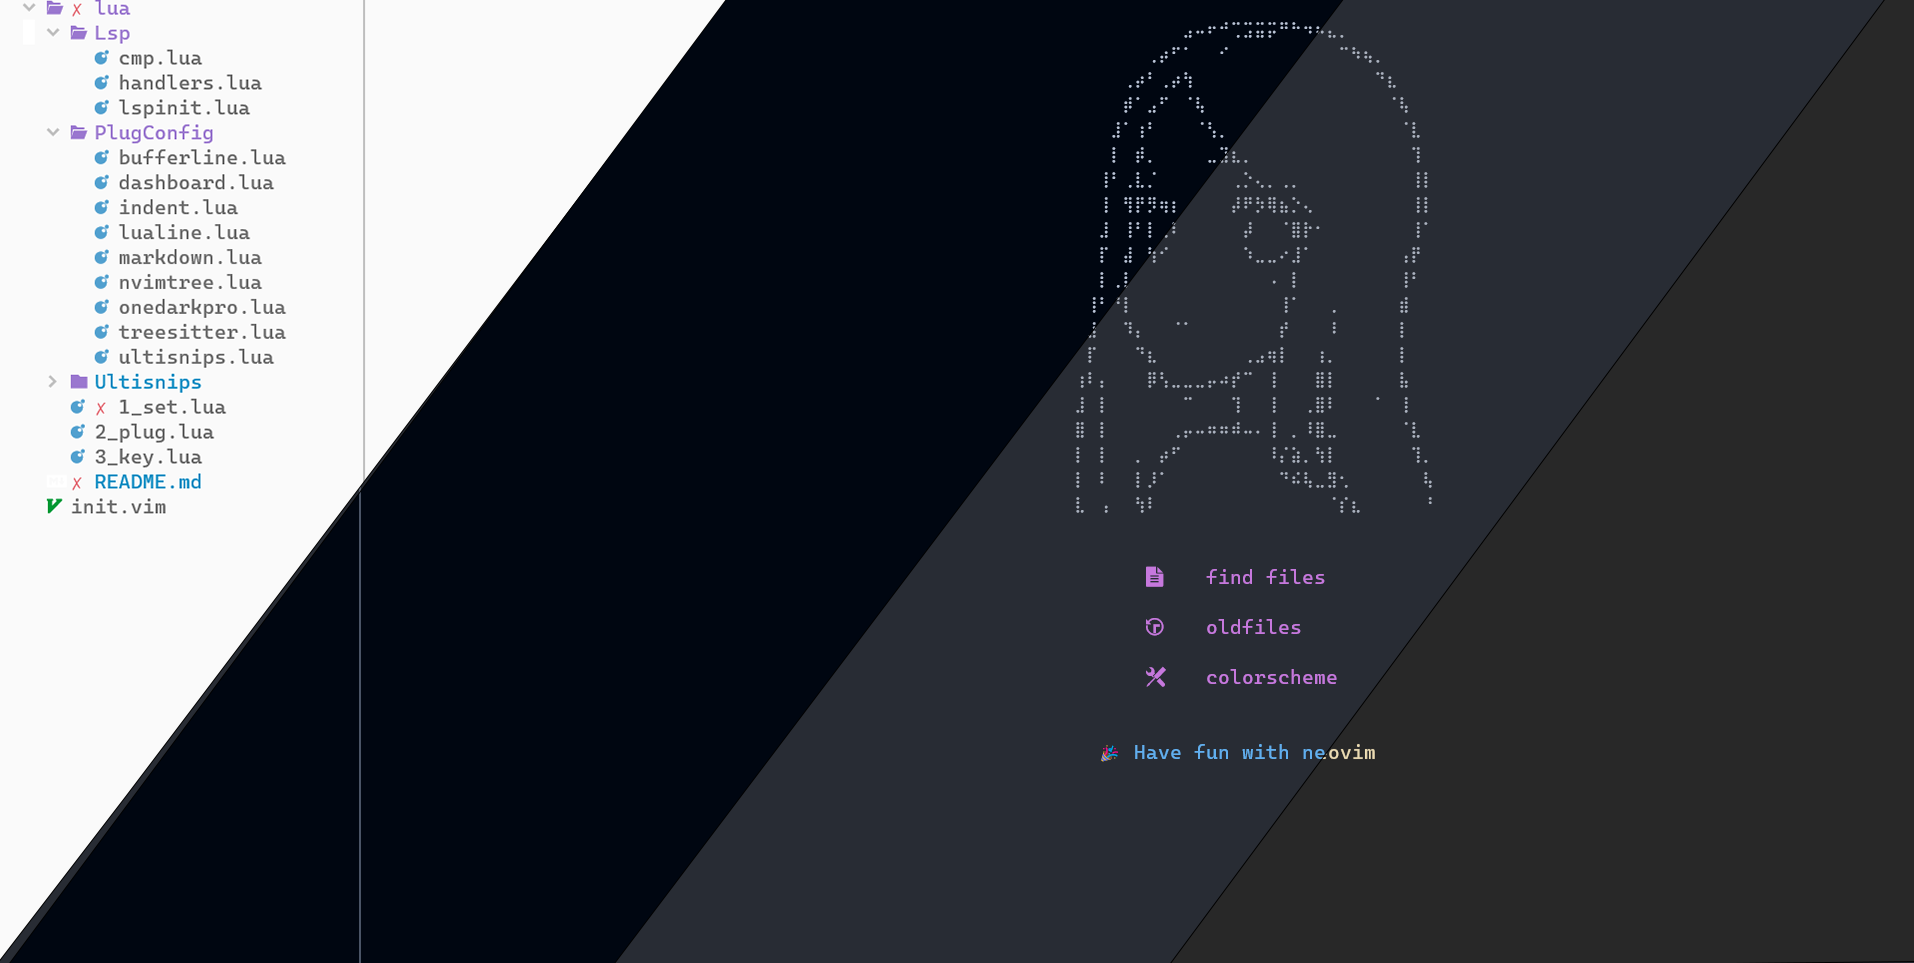 lua
Lsp
cmp.lua
handlers.lua
lspinit.lua
PlugConfig
bufferline.lua
dashboard.lua
indent.lua
lualine.lua
markdown.lua
nvimtree.lua
onedarkpro.lua
treesitter.lua
ultisnips.lua
Ultisnips
1_set.lua
2_plug.lua
3_key.lua
README.md
init.vim
find files
oldfiles
colorscheme
Have fun with neovim